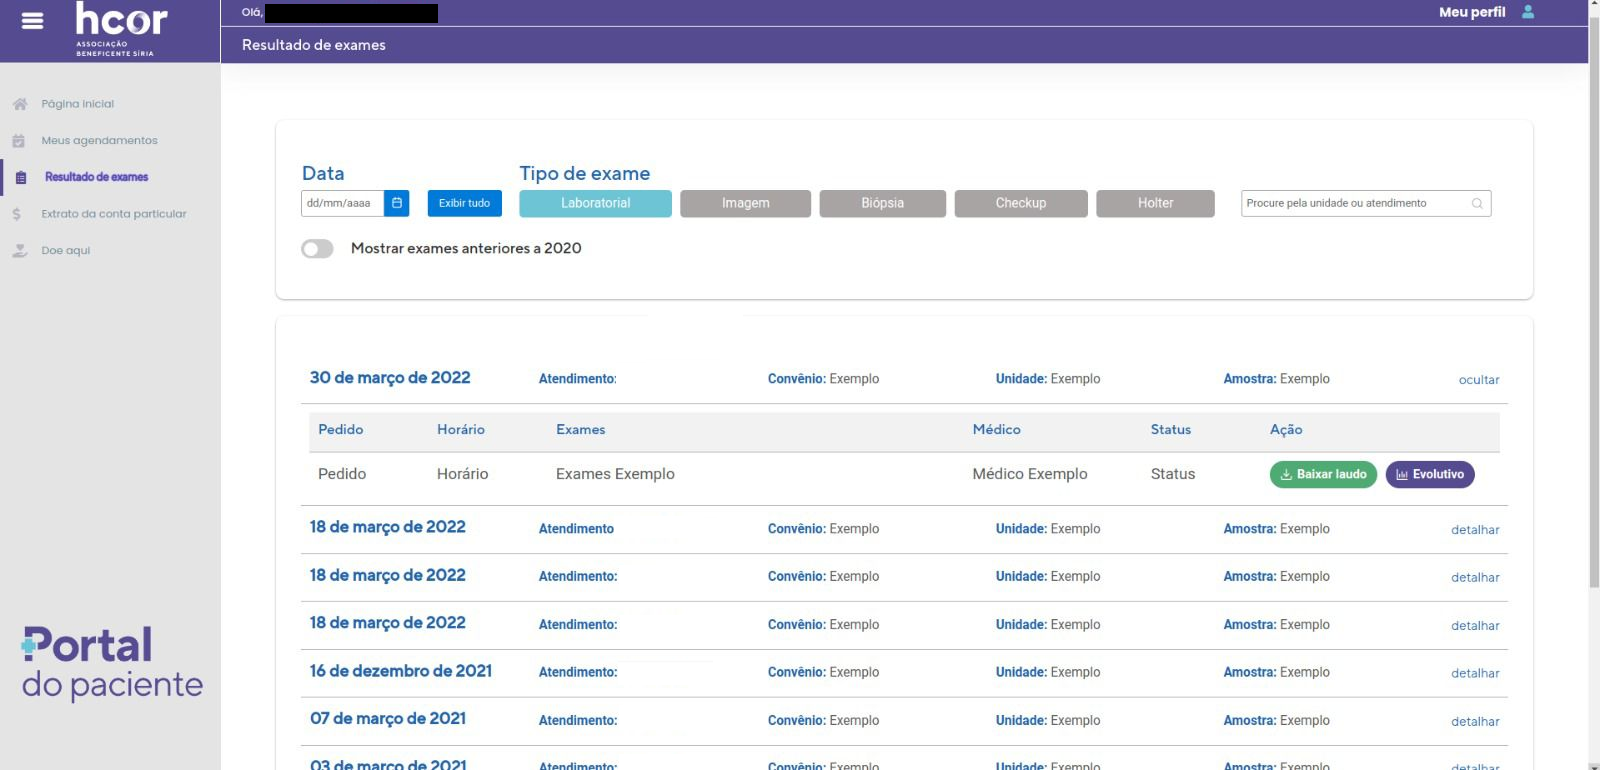 hcor
ASSOCIAÇÃO
BENEFICENTE SÍRIA
Olá,
Meu perfil
Resultado de exames
Página inicial
Meus agendamentos
Resultado de exames
Extrato da conta particular
Doe aqui
Portal
do paciente
Data
Tipo de exame
dd/mm/aaaa
Exibir tudo
Laboratorial
Imagem
Biópsia
Checkup
Holter
Procure pela unidade ou atendimento
Mostrar exames anteriores a 2020
30 de março de 2022 Atendimento: Convênio: Exemplo Unidade: Exemplo Amostra: Exemplo ocultar
Pedido Horário Exames Médico Status Ação
Pedido Horário Exames Exemplo Médico Exemplo Status Baixar laudo Evolutivo
18 de março de 2022 Atendimento Convênio: Exemplo Unidade: Exemplo Amostra: Exemplo detalhar
18 de março de 2022 Atendimento: Convênio: Exemplo Unidade: Exemplo Amostra: Exemplo detalhar
18 de março de 2022 Atendimento: Convênio: Exemplo Unidade: Exemplo Amostra: Exemplo detalhar
16 de dezembro de 2021 Atendimento: Convênio: Exemplo Unidade: Exemplo Amostra: Exemplo detalhar
07 de março de 2021 Atendimento: Convênio: Exemplo Unidade: Exemplo Amostra: Exemplo detalhar
03 de março de 2021 Atendimento: Convênio: Exemplo Unidade: Exemplo Amostra: Exemplo detalhar